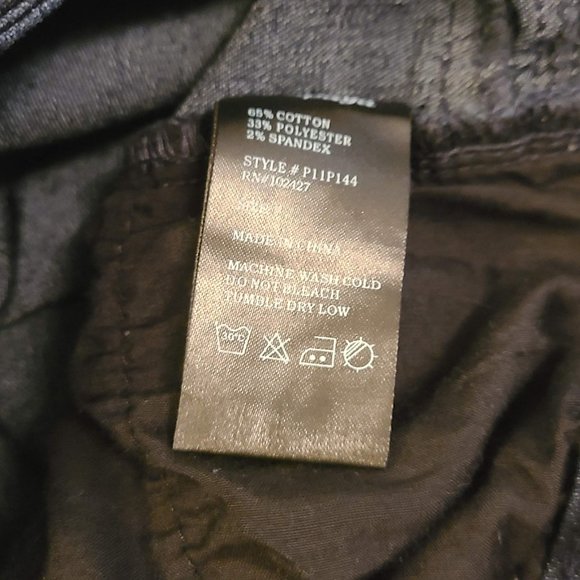 65% COTTON
33% POLYESTER
2% SPANDEX
STYLE # P11P144
RN# 102427
MADE IN CHINA
MACHINE WASH COLD
DO NOT BLEACH
TUMBLE DRY LOW
30°C